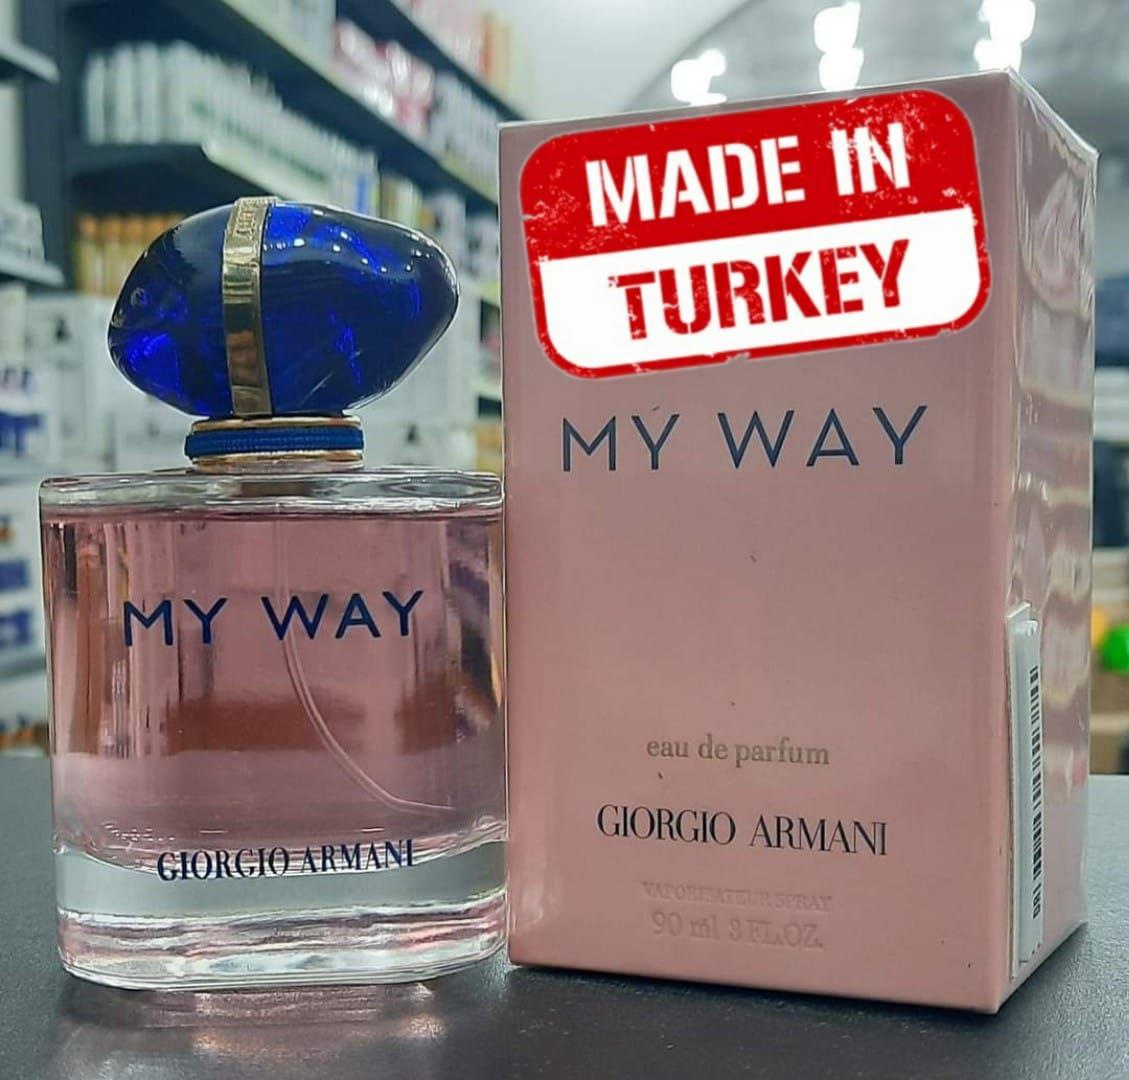 MADE IN
TURKEY
MY WAY
eau de parfum
GIORGIO ARMANI
VAPORISATEUR SPRAY
90 ml 3 FL.OZ.
MY WAY
GIORGIO ARMANI